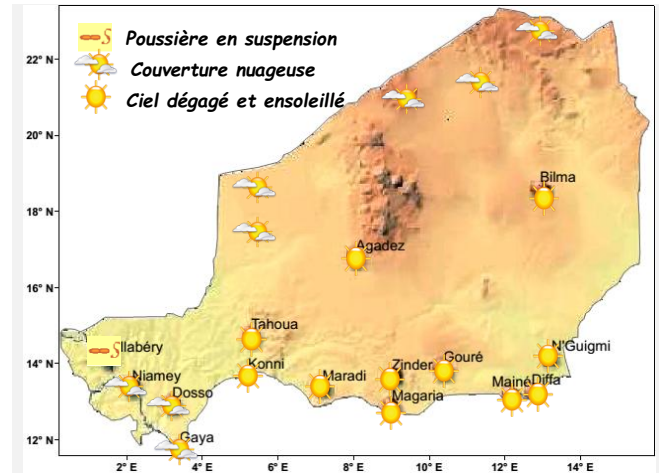 S Poussière en suspension
Couverture nuageuse
Ciel dégagé et ensoleillé
22° N
20° N
Bilma
18° N
Agadez
16° N
Tahoua
S llabéry
N'Guigmi
14° N
Konni
Zinder
Gouré
Niamey
Maradi
Mainé
Diffa
Dosso
Magaria
Gaya
12° N
2° E
4° E
6° E
8° E
10° E
12° E
14° E